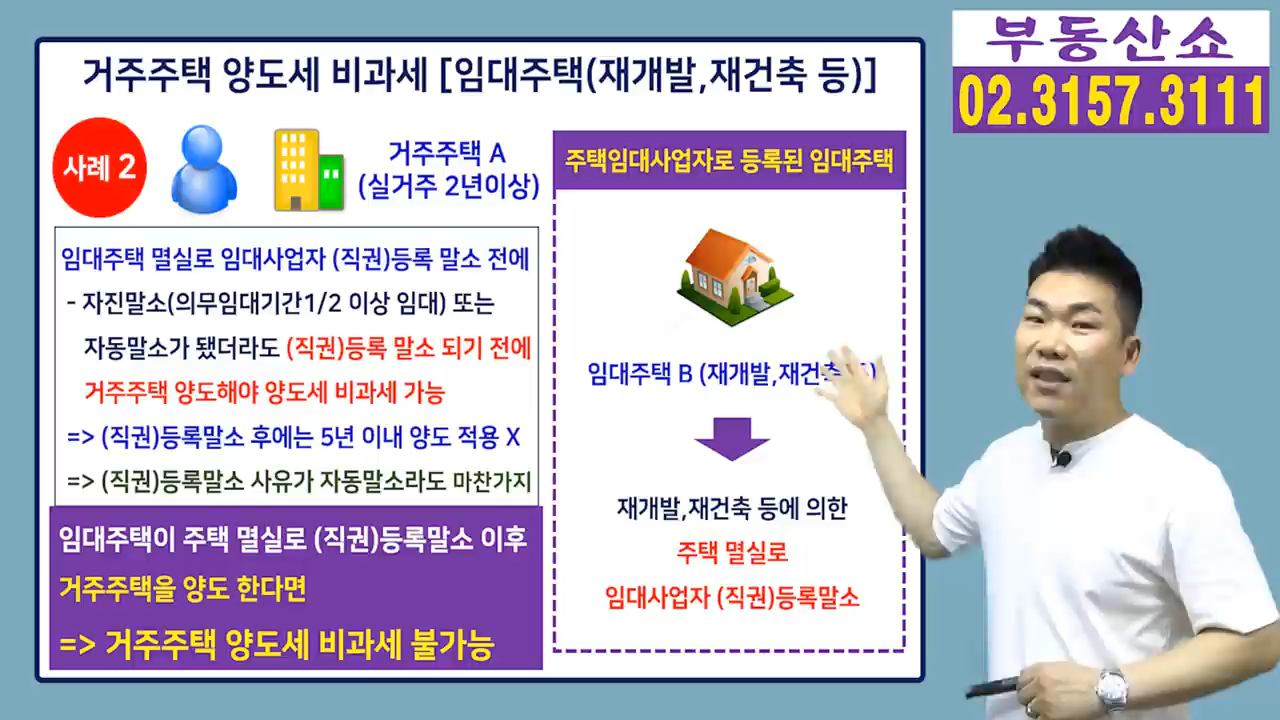 부동산쇼
02.3157.3111
거주주택 양도세 비과세 [임대주택(재개발,재건축 등)]
사례 2
거주주택 A
(실거주 2년이상)
임대주택 멸실로 임대사업자 (직권)등록 말소 전에
- 자진말소(의무임대기간1/2 이상 임대) 또는
자동말소가 됐더라도 (직권)등록 말소 되기 전에
거주주택 양도해야 양도세 비과세 가능
=> (직권)등록말소 후에는 5년 이내 양도 적용 X
=> (직권)등록말소 사유가 자동말소라도 마찬가지
임대주택이 주택 멸실로 (직권)등록말소 이후
거주주택을 양도 한다면
=> 거주주택 양도세 비과세 불가능
주택임대사업자로 등록된 임대주택
임대주택 B (재개발,재건축
재개발,재건축 등에 의한
주택 멸실로
임대사업자 (직권)등록말소